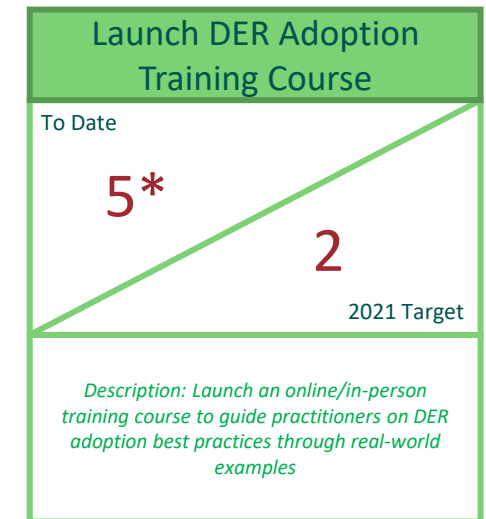 Launch DER Adoption
Training Course
To Date
5*
2
2021 Target
Description: Launch an online/in-person
training course to guide practitioners on DER
adoption best practices through real-world
examples